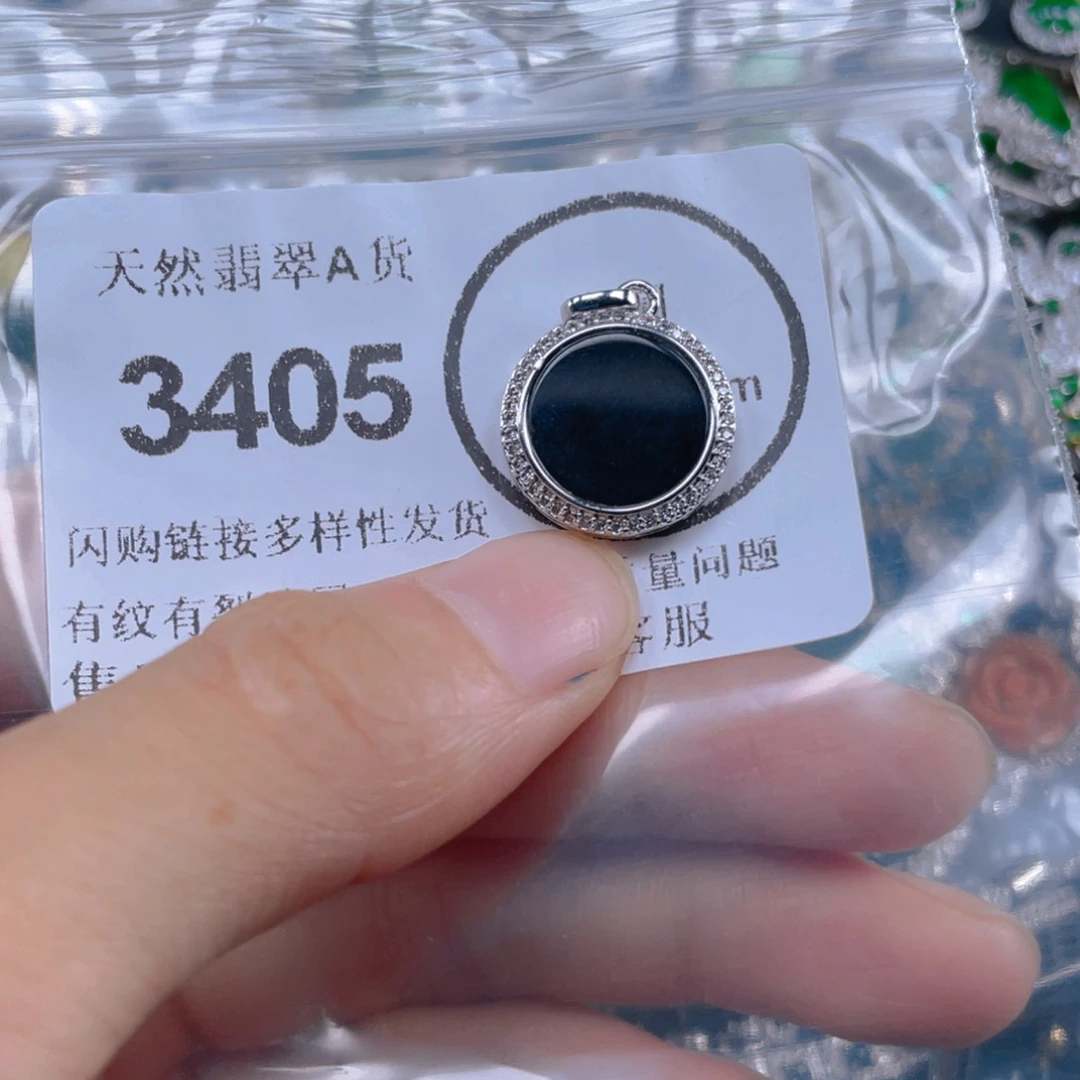 天然翡翠A货
3405
m
闪购链接多样性发货
有纹有 量问题
售 客服